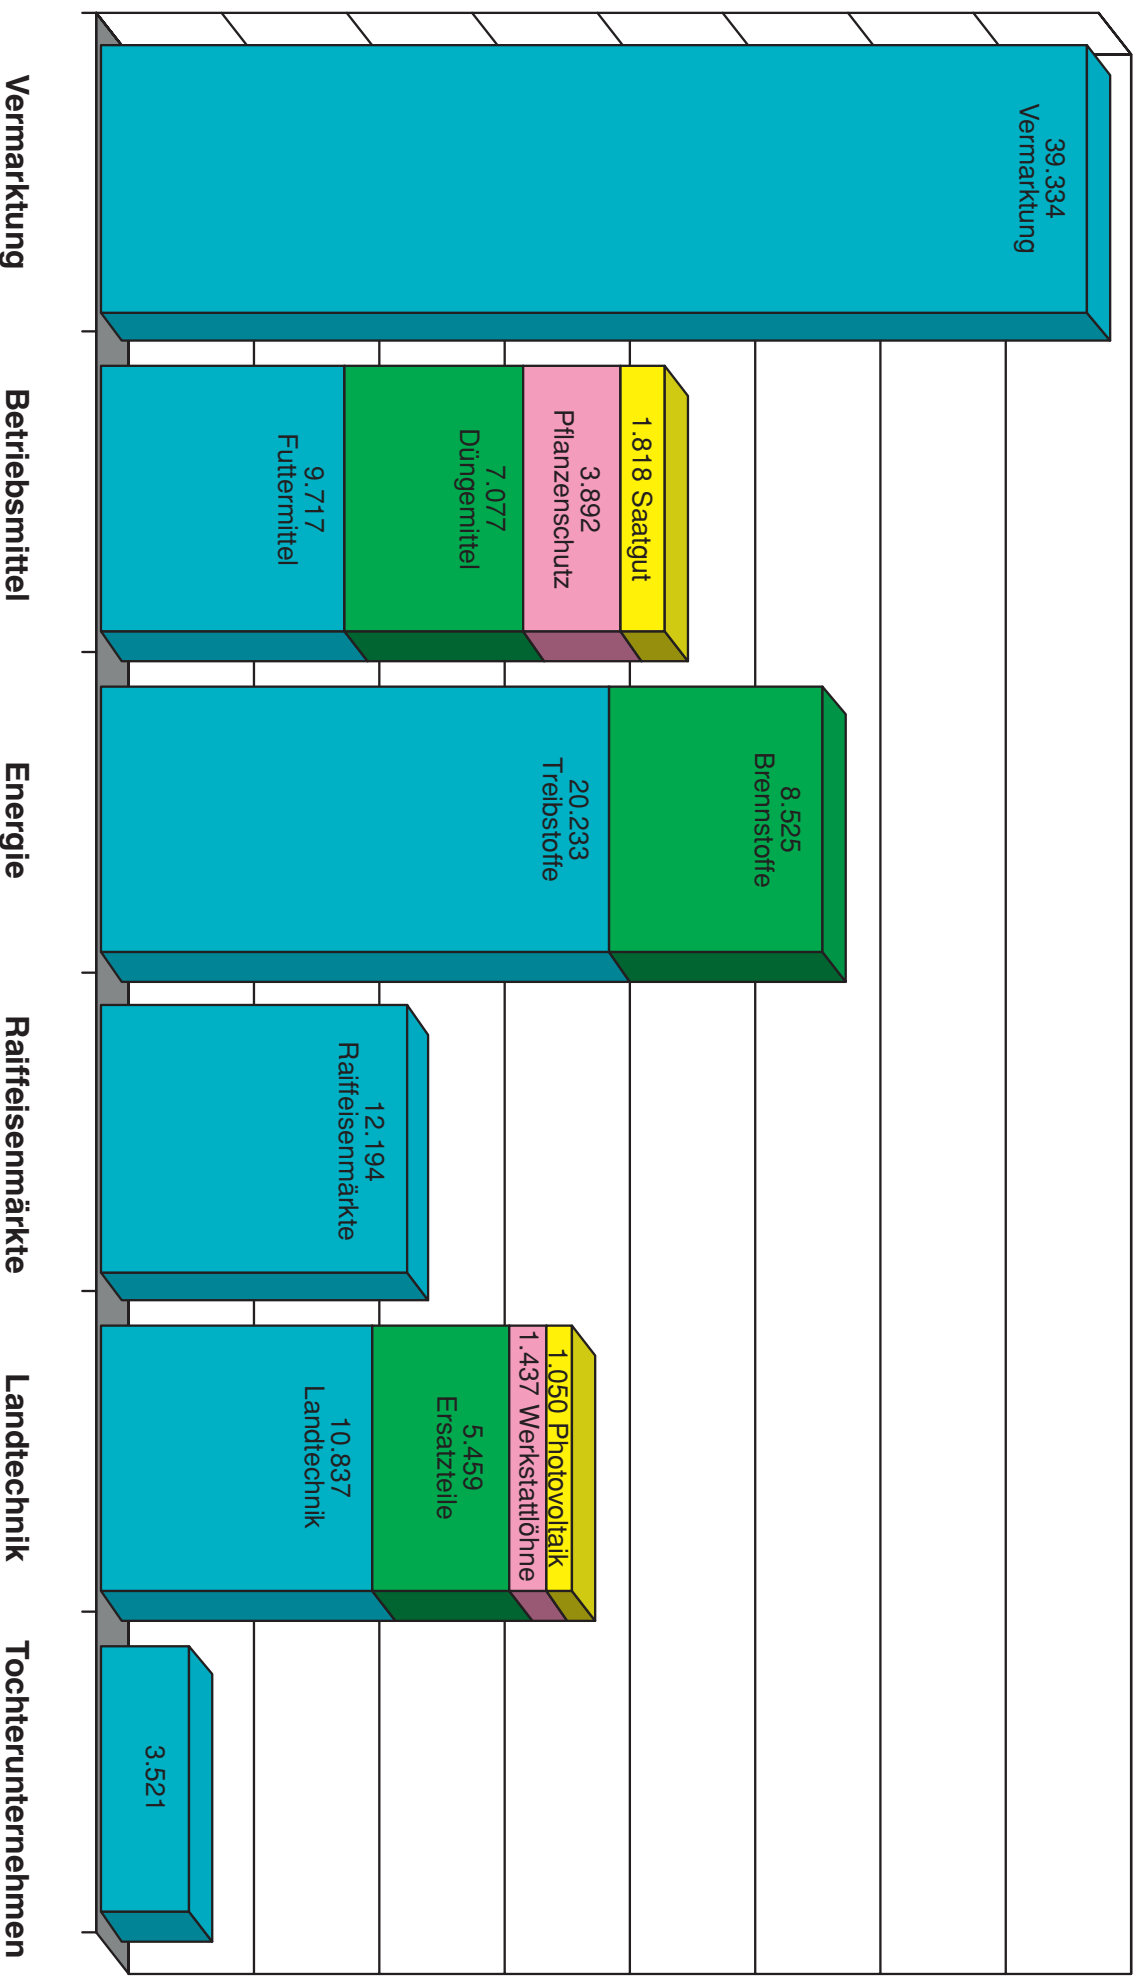 39.334
Vermarktung
1.818 Saatgut
3.892
Pflanzenschutz
7.077
Düngemittel
9.717
Futtermittel
8.525
Brennstoffe
20.233
Treibstoffe
12.194
Raiffeisenmärkte
1.050 Photovoltaik
1.437 Werkstattlöhne
5.459
Ersatzteile
10.837
Landtechnik
3.521
Vermarktung
Betriebsmittel
Energie
Raiffeisenmärkte
Landtechnik
Tochterunternehmen